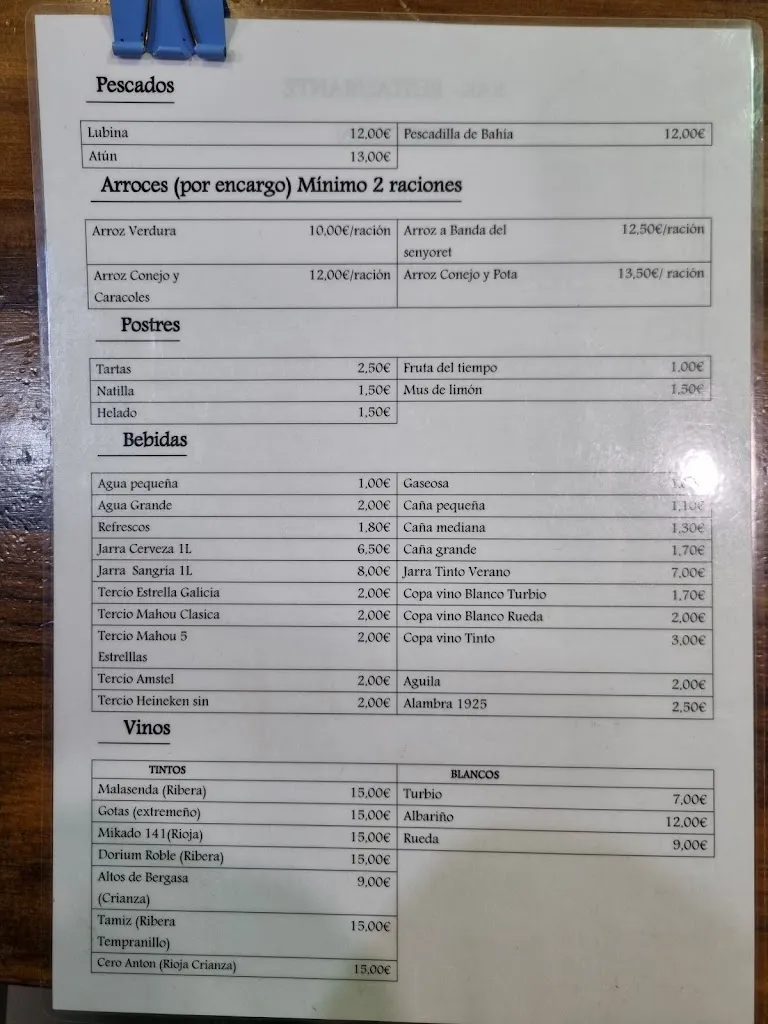 Pescados
Lubina 12,00€ Pescadilla de Bahía 12,00€
Atún 13,00€
Arroces (por encargo) Mínimo 2 raciones
Arroz Verdura 10,00€/ración Arroz a Banda del 12,50€/ración
senyoret
Arroz Conejo y 12,00€/ración Arroz Conejo y Pota 13,50€/ ración
Caracoles
Postres
Tartas 2,50€ Fruta del tiempo 1,00€
Natilla 1,50€ Mus de limón 1,50€
Helado 1,50€
Bebidas
Agua pequeña 1,00€ Gaseosa
Agua Grande 2,00€ Caña pequeña 1,10€
Refrescos 1,80€ Caña mediana 1,30€
Jarra Cerveza 1L 6,50€ Caña grande 1,70€
Jarra Sangria 1L 8,00€ Jarra Tinto Verano 7,00€
Tercio Estrella Galicia 2,00€ Copa vino Blanco Turbio 1,70€
Tercio Mahou Clasica 2,00€ Copa vino Blanco Rueda 2,00€
Tercio Mahou 5 2,00€ Copa vino Tinto 3,00€
Estrelllas
Tercio Amstel 2,00€ Aguila 2,00€
Tercio Heineken sin 2,00€ Alambra 1925 2,50€
Vinos
TINTOS BLANCOS
Malasenda (Ribera) 15,00€ Turbio 7,00€
Gotas (extremeño) 15,00€ Albariño 12,00€
Mikado 141(Rioja) 15,00€ Rueda 9,00€
Dorium Roble (Ribera) 15,00€
Altos de Bergasa 9,00€
(Crianza)
Tamiz (Ribera 15,00€
Tempranillo)
Cero Anton (Rioja Crianza) 15,00€